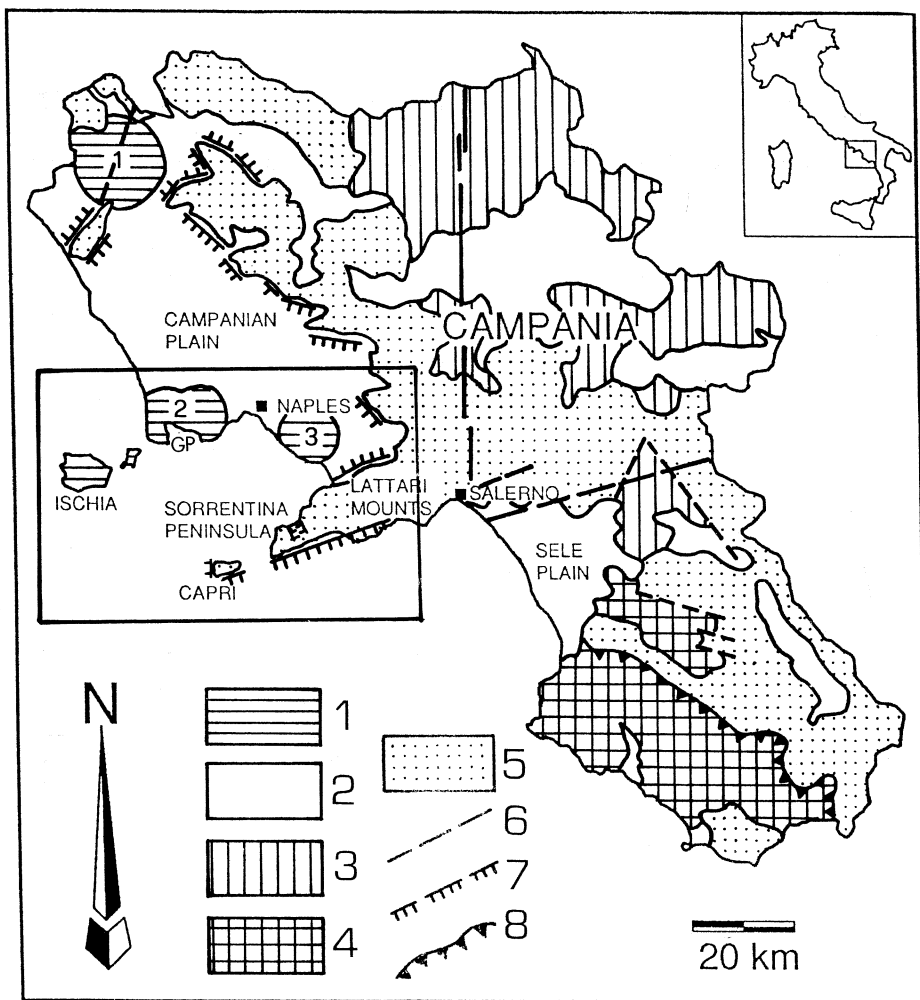 1
CAMPANIAN
PLAIN
CAMPANIA
2
NAPLES
GP
3
ISCHIA
SORRENTINA
PENINSULA
LATTARI
MOUNTS
SALERNO
CAPRI
SELE
PLAIN
N
1
2
3
4
5
6
7
8
20 km